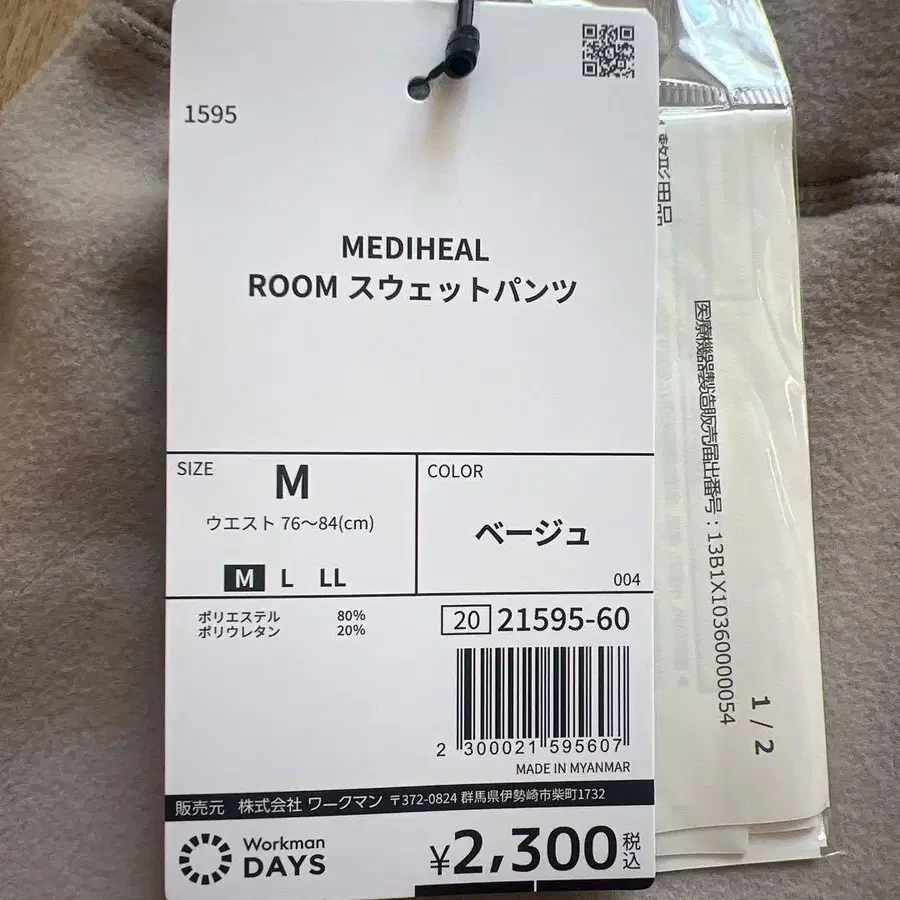 1595
MEDIHEAL
ROOM スウェットパンツ
SIZE
M
ウエスト 76～84(cm)
M L LL
COLOR
ベージュ
004
ポリエステル 80%
ポリウレタン 20%
20 21595-60
2 300021 595607
MADE IN MYANMAR
販売元 株式会社 ワークマン 〒372-0824 群馬県伊勢崎市柴町1732
Workman
DAYS
¥2,300 税込
医療機器製造販売届出番号：13B1X10360000054
1 / 2